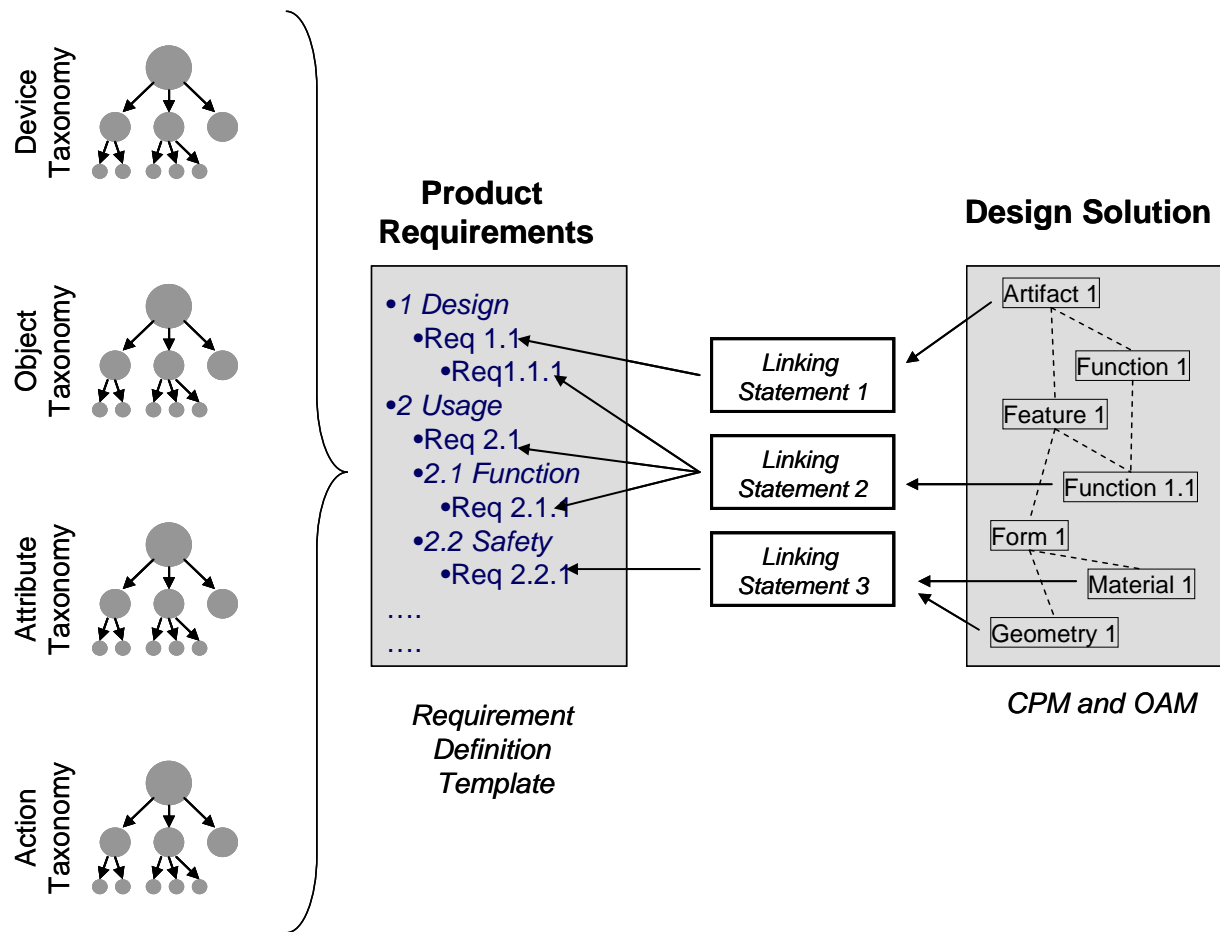 Device
Taxonomy
Object
Taxonomy
Attribute
Taxonomy
Action
Taxonomy
Product
Requirements
•1 Design
•Req 1.1
•Req1.1.1
•2 Usage
•Req 2.1
•2.1 Function
•Req 2.1.1
•2.2 Safety
•Req 2.2.1
....
....
Requirement
Definition
Template
Linking
Statement 1
Linking
Statement 2
Linking
Statement 3
Design Solution
Artifact 1
Function 1
Feature 1
Function 1.1
Form 1
Material 1
Geometry 1
CPM and OAM